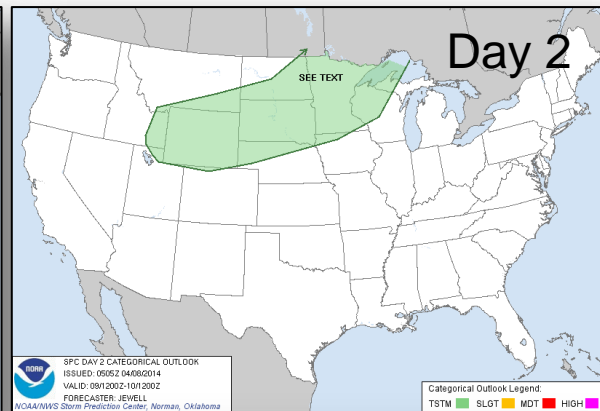 Day 2
SEE TEXT
NOAA
SPC DAY 2 CATEGORICAL OUTLOOK
ISSUED: 0505Z 04/08/2014
VALID: 09/1200Z-10/1200Z
FORECASTER: JEWELL
NOAA/NWS Storm Prediction Center, Norman, Oklahoma
Categorical Outlook Legend:
TSTM SLGT MDT HIGH